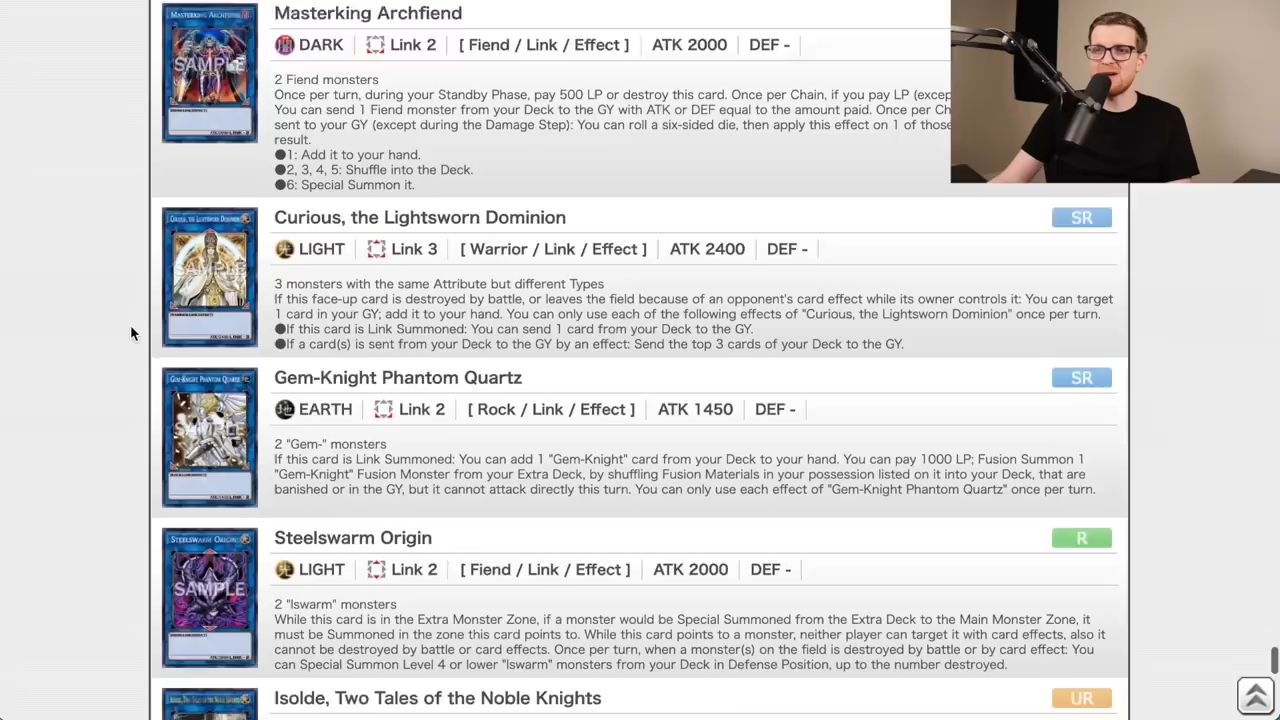 Masterking Archfiend
MASTERKING ARCHFIEND
SAMPLE
DARK Link 2 [ Fiend / Link / Effect ] ATK 2000 DEF -
2 Fiend monsters
Once per turn, during your Standby Phase, pay 500 LP or destroy this card. Once per Chain, if you pay LP (excep
You can send 1 Fiend monster from your Deck to the GY with ATK or DEF equal to the amount paid. Once per Ch
sent to your GY (except during the Damage Step): You can roll a six-sided die, then apply this effect on 1 of those
result.
●1: Add it to your hand.
●2, 3, 4, 5: Shuffle into the Deck.
●6: Special Summon it.
Curious, the Lightsworn Dominion SR
CURIOUS, THE LIGHTSWORN DOMINION
SAMPLE
LIGHT Link 3 [ Warrior / Link / Effect ] ATK 2400 DEF -
3 monsters with the same Attribute but different Types
If this face-up card is destroyed by battle, or leaves the field because of an opponent's card effect while its owner controls it: You can target
1 card in your GY; add it to your hand. You can only use each of the following effects of "Curious, the Lightsworn Dominion" once per turn.
●If this card is Link Summoned: You can send 1 card from your Deck to the GY.
●If a card(s) is sent from your Deck to the GY by an effect: Send the top 3 cards of your Deck to the GY.
Gem-Knight Phantom Quartz SR
GEM-KNIGHT PHANTOM QUARTZ
SAMPLE
EARTH Link 2 [ Rock / Link / Effect ] ATK 1450 DEF -
2 "Gem-" monsters
If this card is Link Summoned: You can add 1 "Gem-Knight" card from your Deck to your hand. You can pay 1000 LP; Fusion Summon 1
"Gem-Knight" Fusion Monster from your Extra Deck, by shuffling Fusion Materials in your possession listed on it into your Deck, that are
banished or in the GY, but it cannot attack directly this turn. You can only use each effect of "Gem-Knight Phantom Quartz" once per turn.
Steelswarm Origin R
STEELSWARM ORIGIN
SAMPLE
LIGHT Link 2 [ Fiend / Link / Effect ] ATK 2000 DEF -
2 "lswarm" monsters
While this card is in the Extra Monster Zone, if a monster would be Special Summoned from the Extra Deck to the Main Monster Zone, it
must be Summoned in the zone this card points to. While this card points to a monster, neither player can target it with card effects, also it
cannot be destroyed by battle or card effects. Once per turn, if a monster(s) on the field is destroyed by battle or by card effect: You
can Special Summon Level 4 or lower "lswarm" monsters from your Deck in Defense Position, up to the number destroyed.
Isolde, Two Tales of the Noble Knights UR